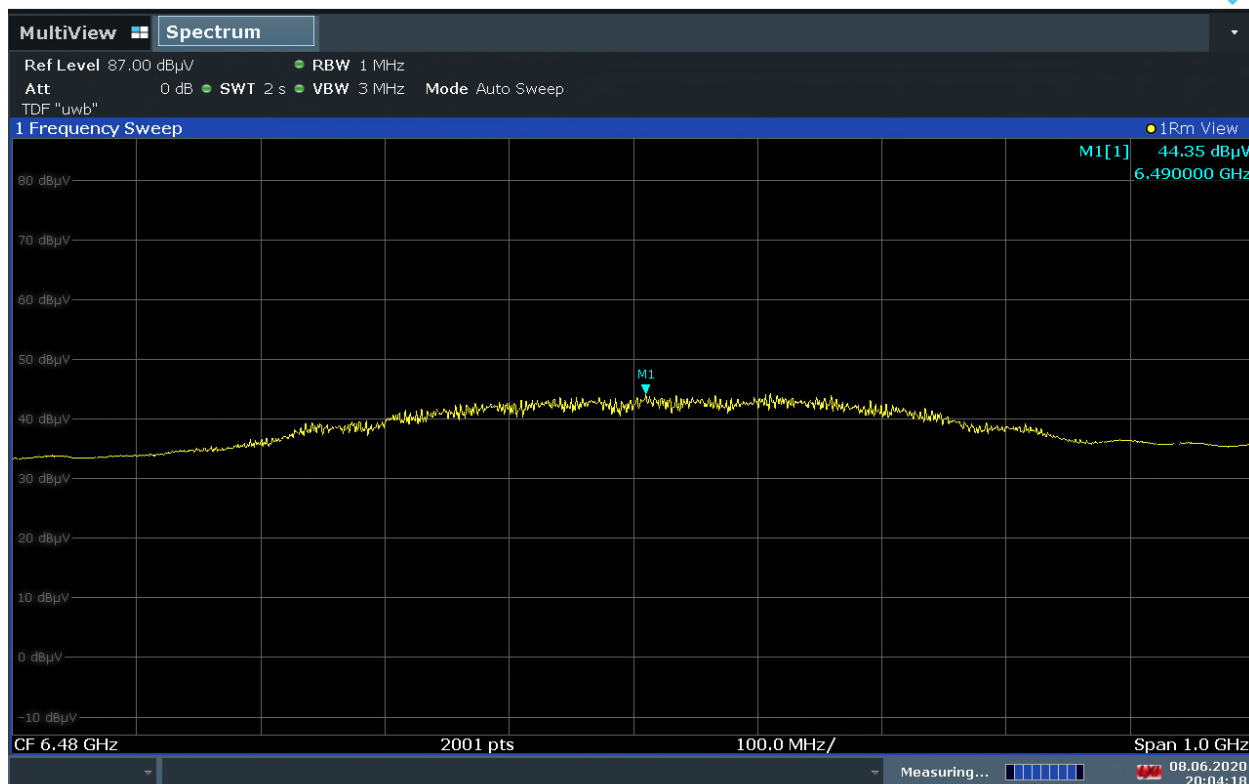 MultiView Spectrum
Ref Level 87.00 dBµV RBW 1 MHz
Att 0 dB SWT 2 s VBW 3 MHz Mode Auto Sweep
TDF "uwb"
1 Frequency Sweep 1Rm View
M1[1] 44.35 dBµV
6.490000 GHz
80 dBµV
70 dBµV
60 dBµV
50 dBµV
M1
40 dBµV
30 dBµV
20 dBµV
10 dBµV
0 dBµV
-10 dBµV
CF 6.48 GHz 2001 pts 100.0 MHz/ Span 1.0 GHz
Measuring... 08.06.2020
20:04:18